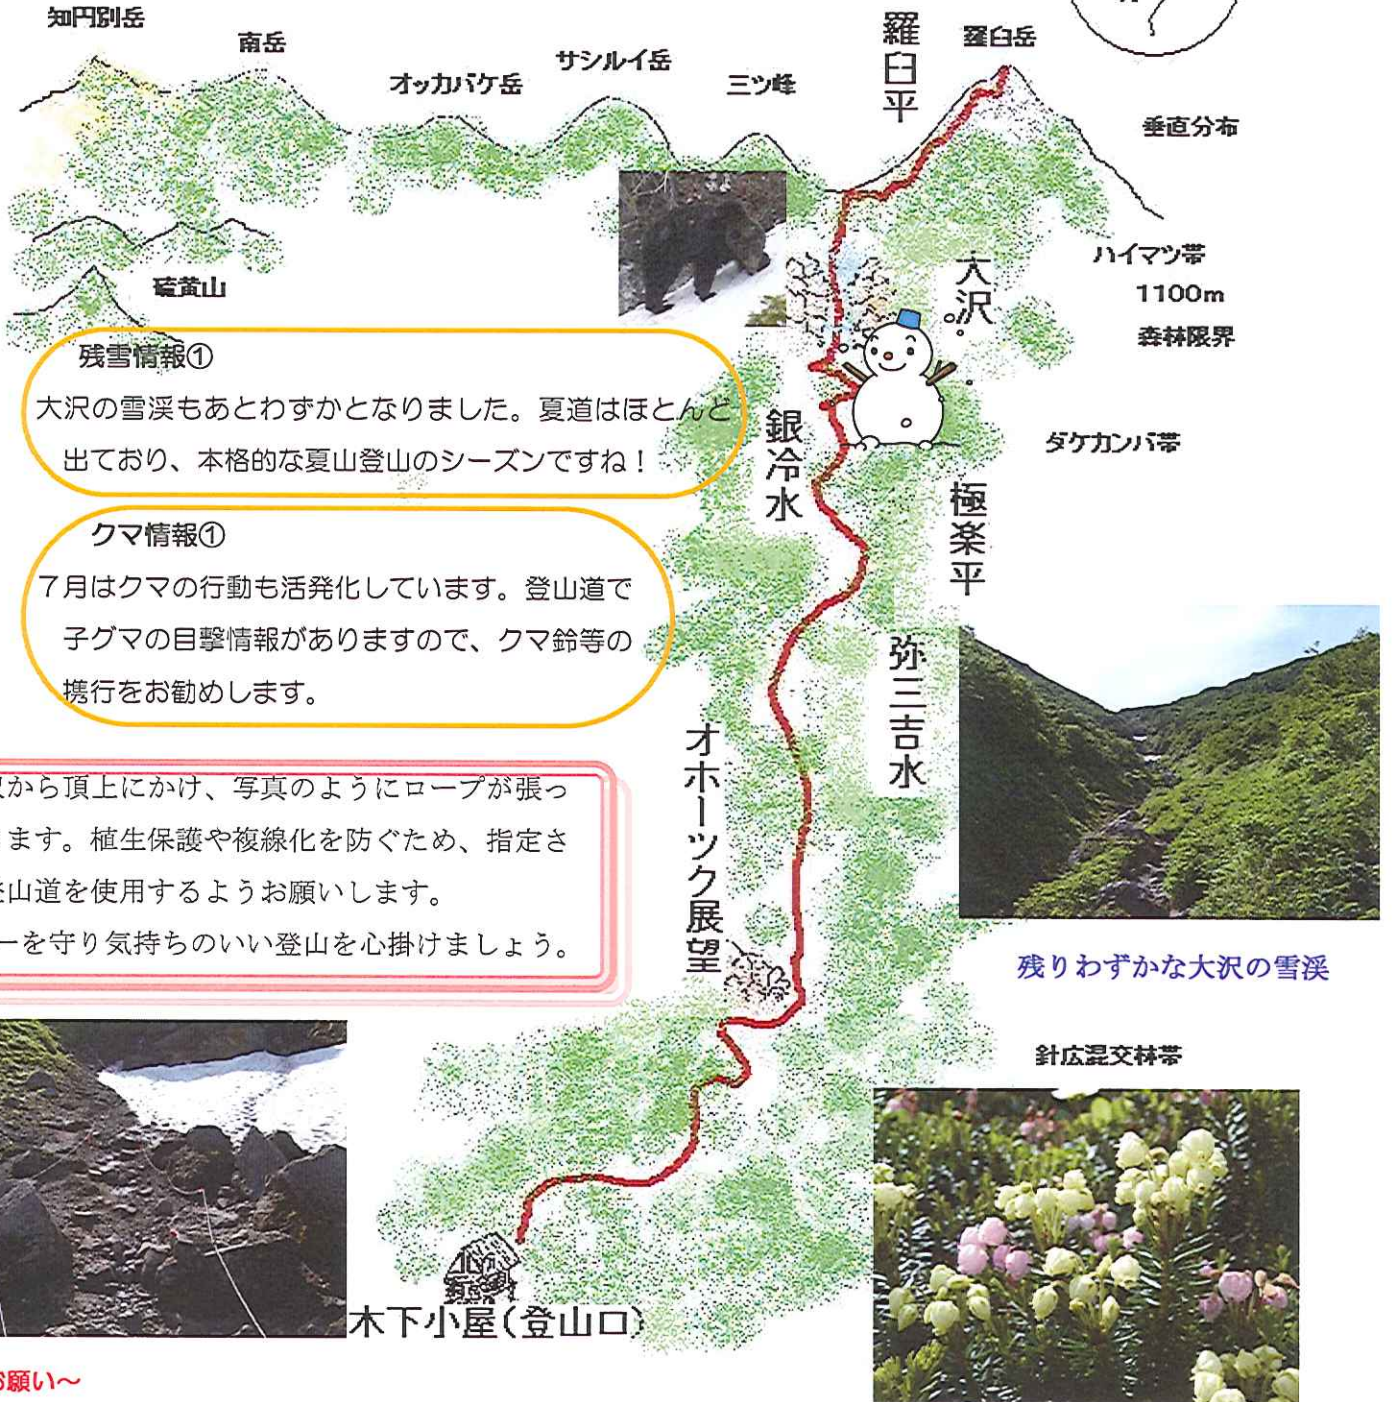 知円別岳
南岳
オッカバケ岳
サシルイ岳
三ツ峰
羅臼平
羅臼岳
垂直分布
硫黄山
大沢
ハイマツ帯
1100m
森林限界
残雪情報①
大沢の雪渓もあとわずかとなりました。夏道はほとんど
出ており、本格的な夏山登山のシーズンですね！
銀冷水
ダケカンバ帯
極楽平
クマ情報①
７月はクマの行動も活発化しています。登山道で
子グマの目撃情報がありますので、クマ鈴等の
携行をお勧めします。
弥三吉水
オホーツク展望
から頂上にかけ、写真のようにロープが張っ
ます。植生保護や複線化を防ぐため、指定さ
山道を使用するようお願いします。
ーを守り気持ちのいい登山を心掛けましょう。
残りわずかな大沢の雪渓
針広混交林帯
木下小屋(登山口)
お願い～